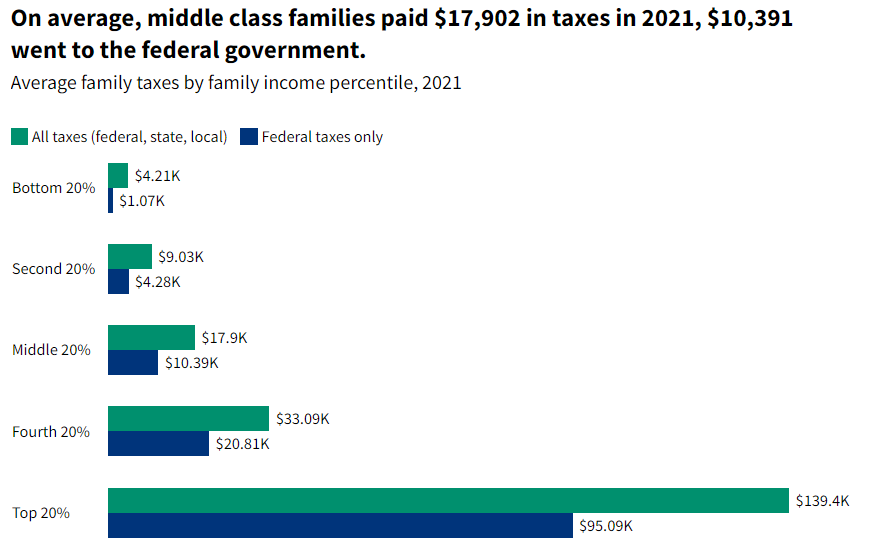 On average, middle class families paid $17,902 in taxes in 2021, $10,391
went to the federal government.
Average family taxes by family income percentile, 2021
All taxes (federal, state, local) Federal taxes only
Bottom 20%
$4.21K
$1.07K
Second 20%
$9.03K
$4.28K
Middle 20%
$17.9K
$10.39K
Fourth 20%
$33.09K
$20.81K
Top 20%
$139.4K
$95.09K